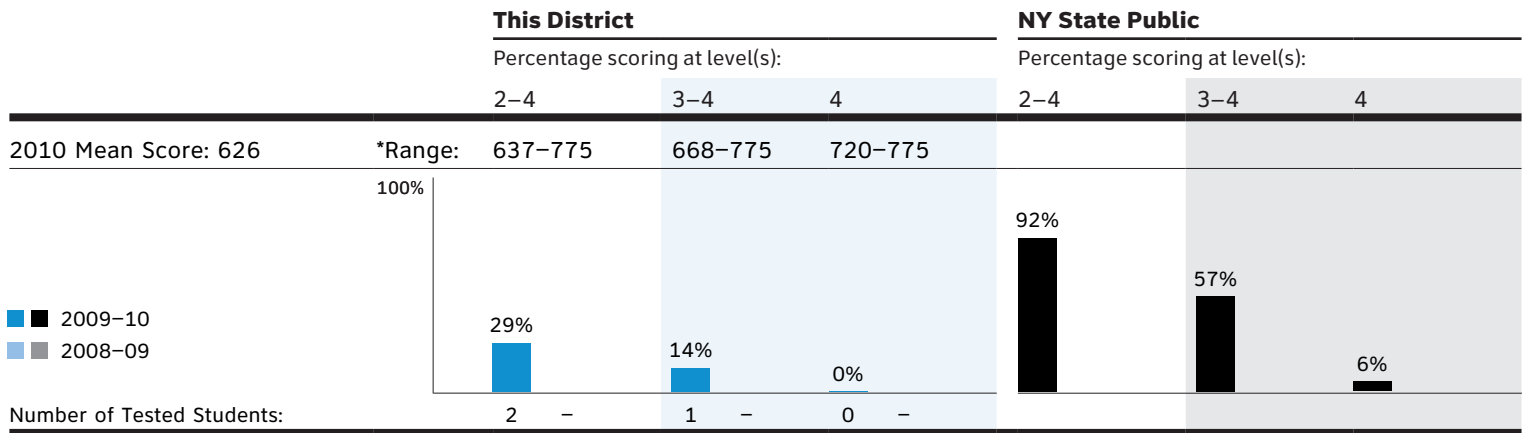 This District NY State Public
Percentage scoring at level(s): Percentage scoring at level(s):
2–4 3–4 4 2–4 3–4 4
2010 Mean Score: 626 *Range: 637–775 668–775 720–775
100%
92%
57%
2009–10
29%
2008–09
14%
6%
0%
Number of Tested Students: 2 – 1 – 0 –